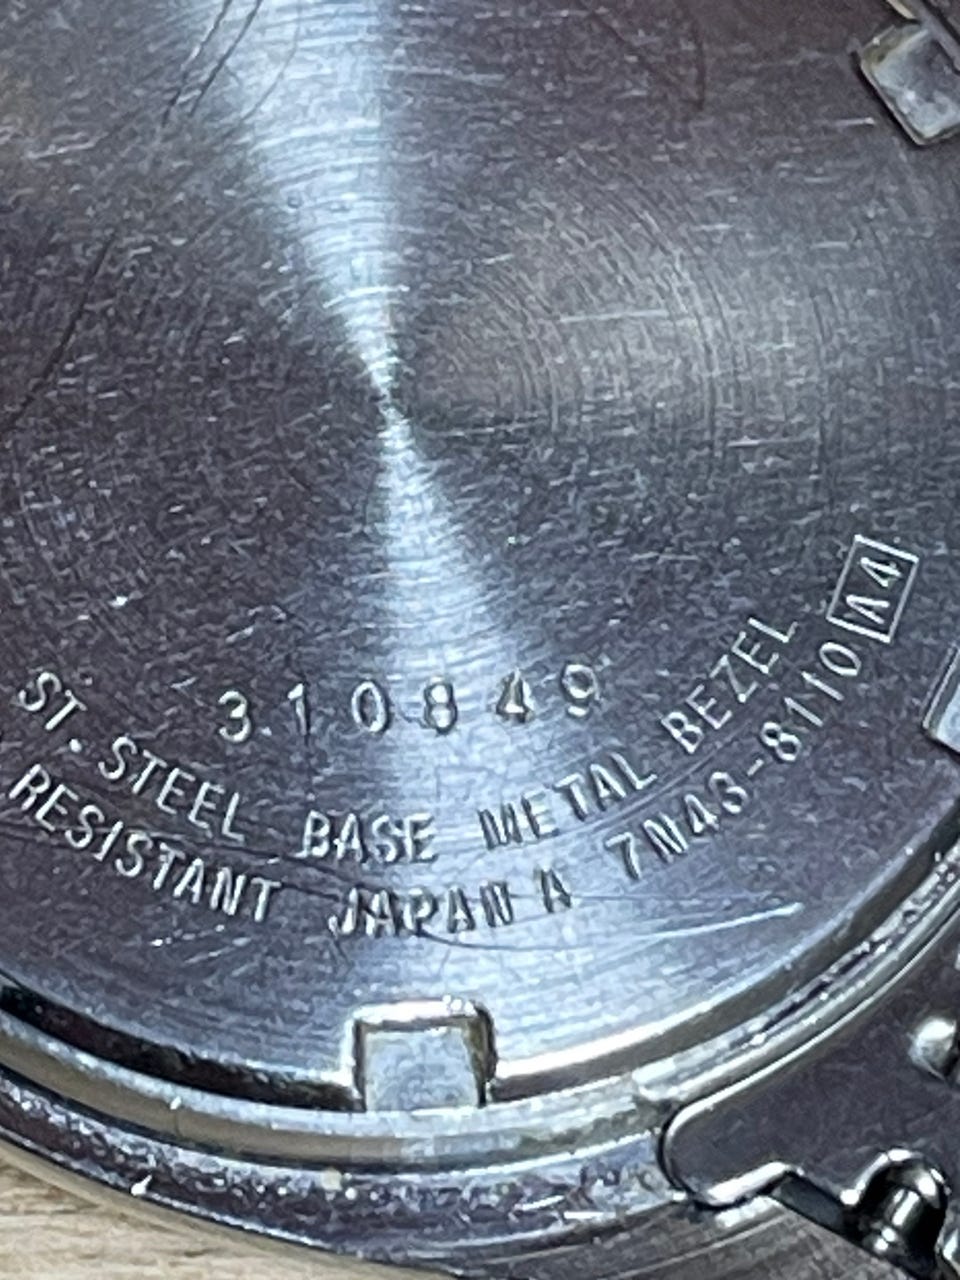 310849
ST.STEEL BASE METAL BEZEL
RESISTANT JAPAN A 7N43-8110 A4